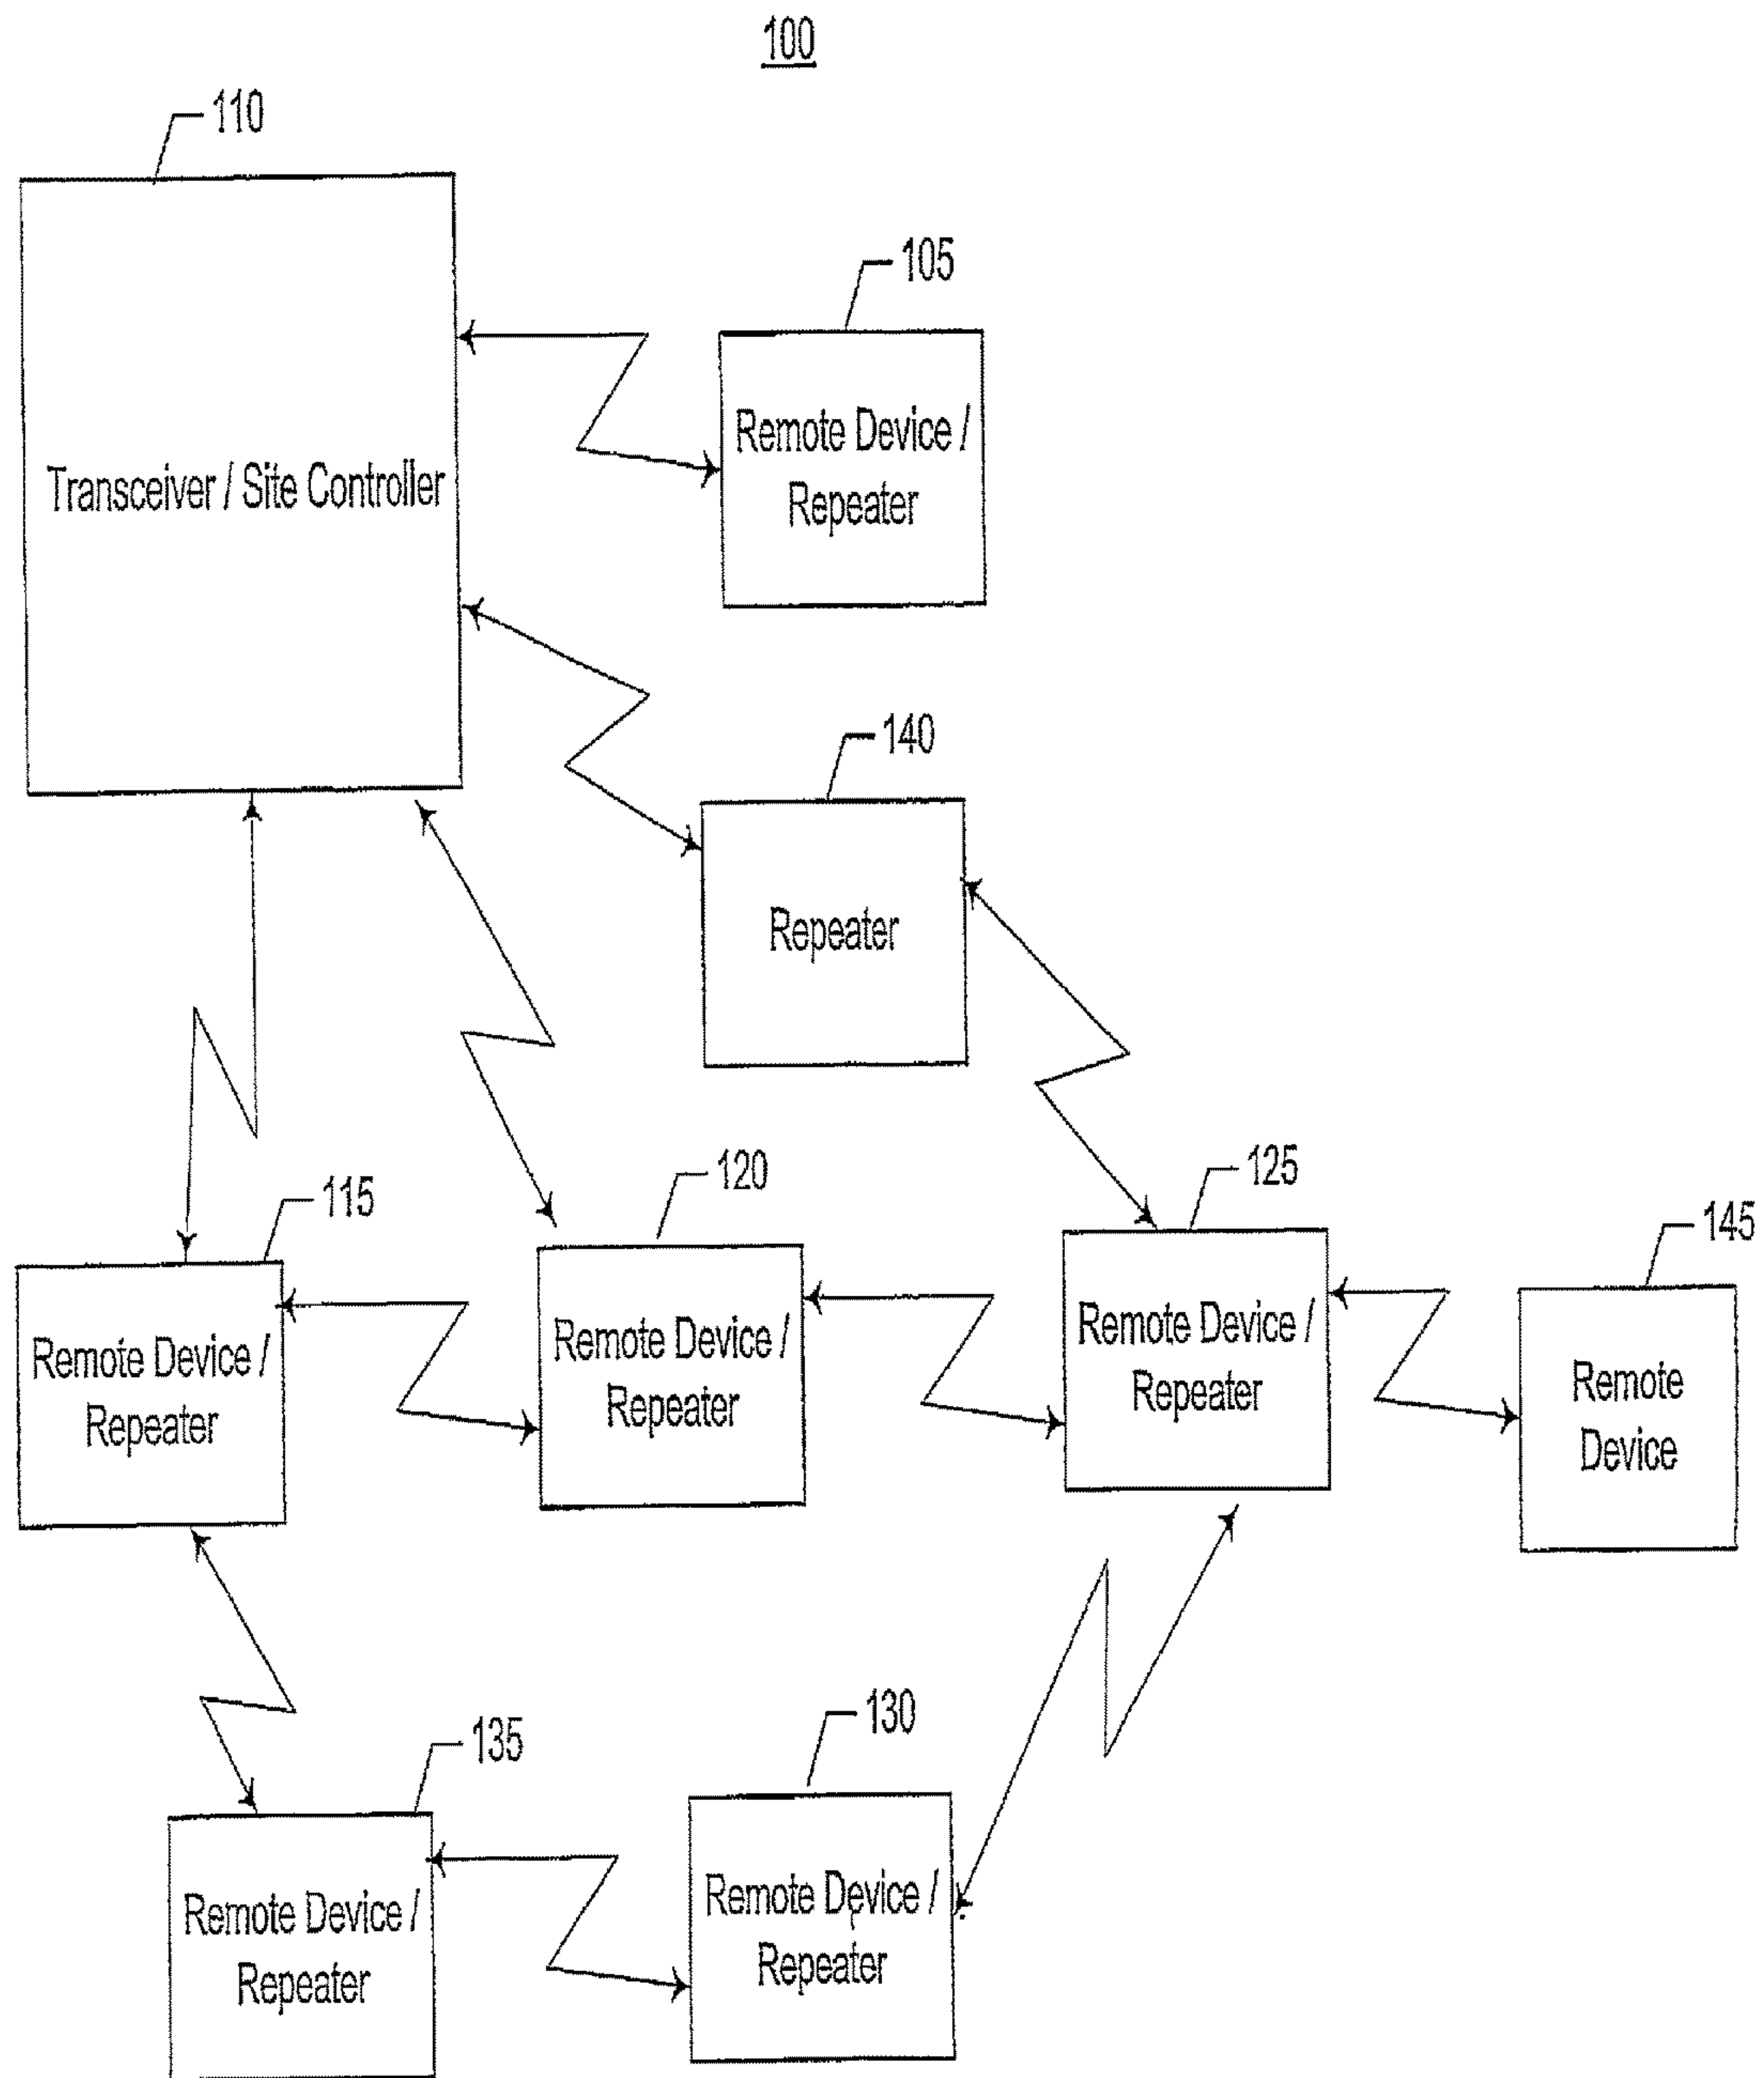 100
110
105
Transceiver / Site Controller
Remote Device /
Repeater
140
Repeater
115
120
125
145
Remote Device /
Repeater
Remote Device /
Repeater
Remote Device /
Repeater
Remote
Device
135
130
Remote Device /
Repeater
Remote Device /
Repeater